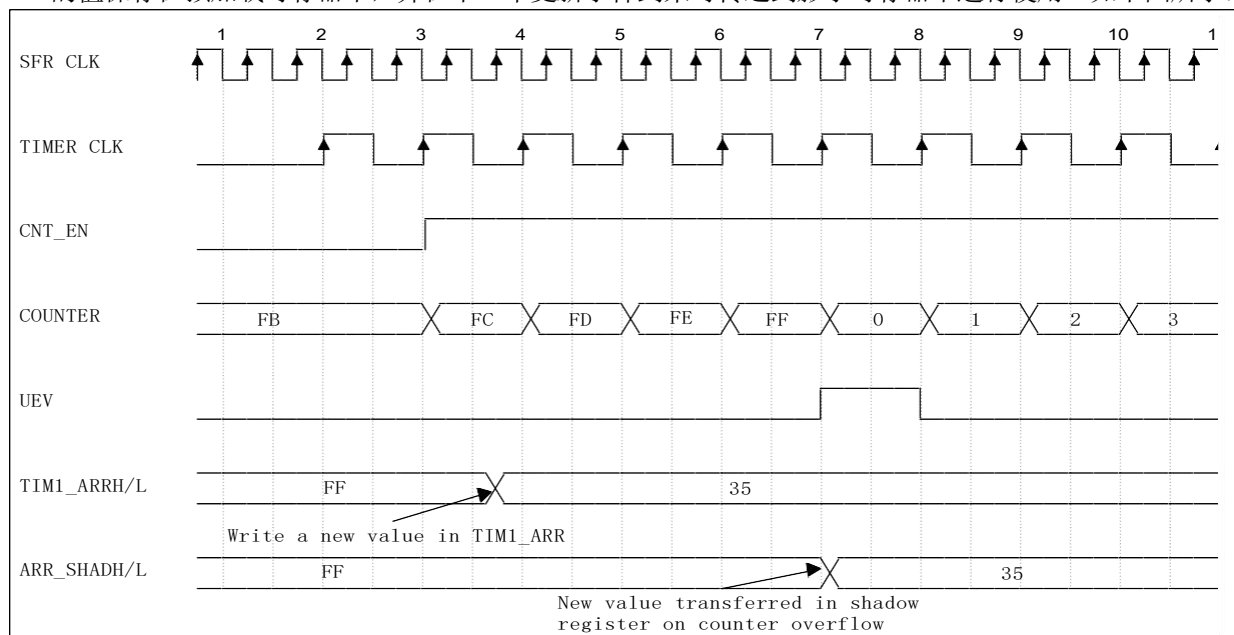 1 2 3 4 5 6 7 8 9 10 1
SFR CLK
TIMER CLK
CNT_EN
COUNTER FB FC FD FE FF 0 1 2 3
UEV
TIM1_ARRH/L FF 35
Write a new value in TIM1_ARR
ARR_SHADH/L FF 35
New value transferred in shadow
register on counter overflow